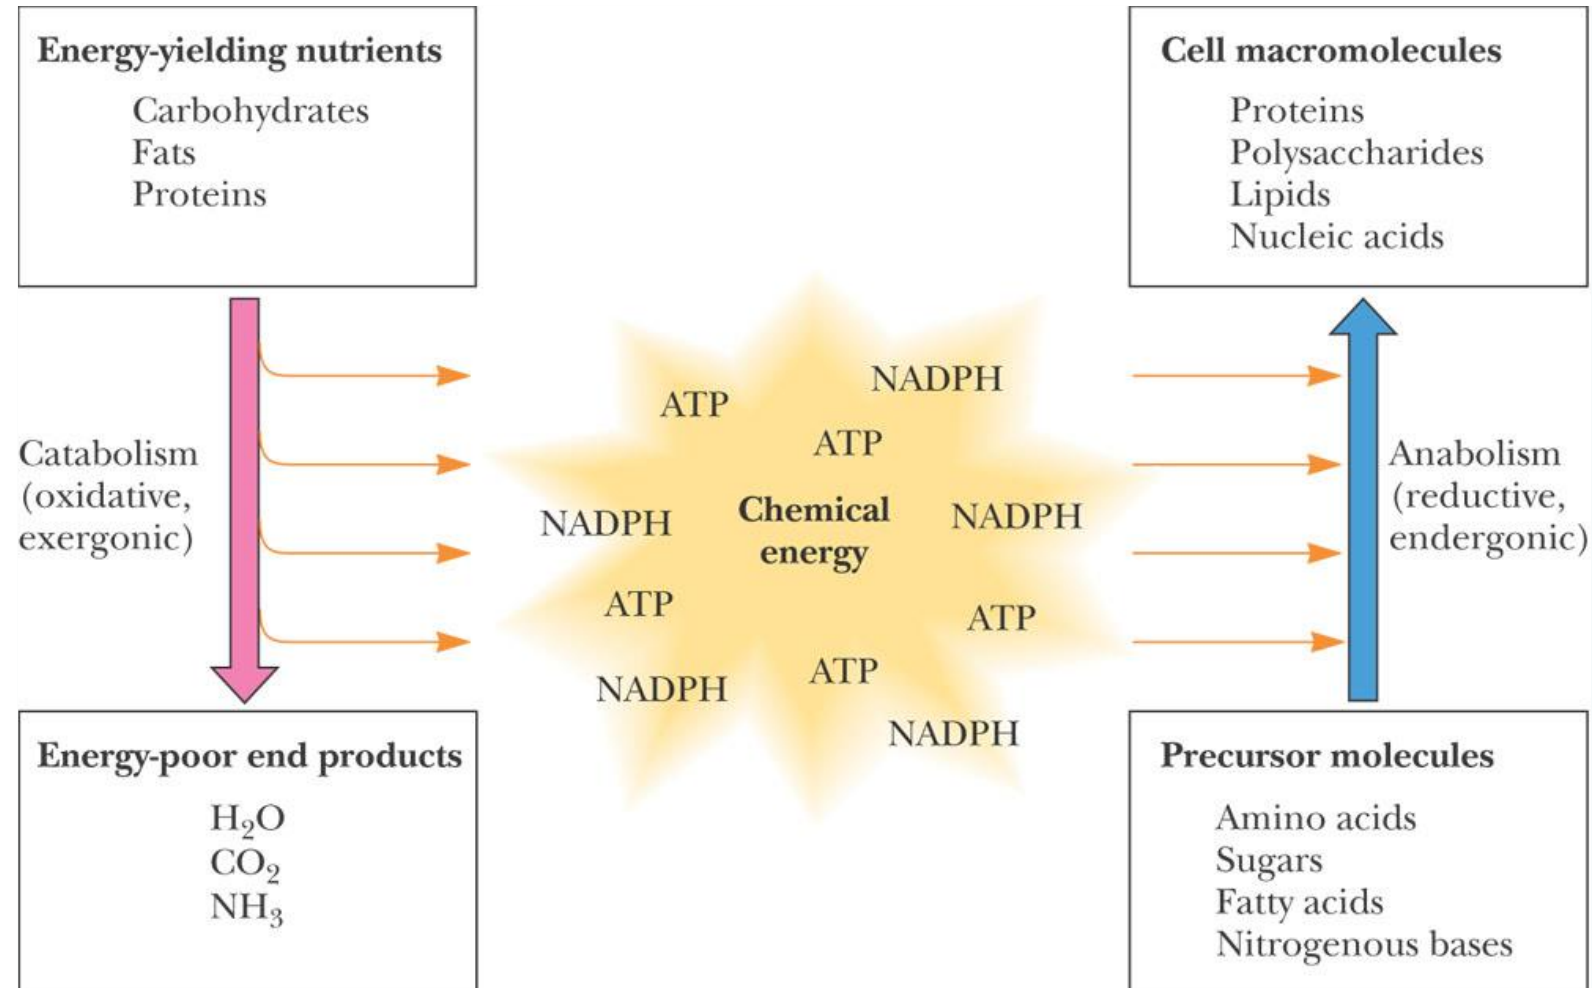 Energy-yielding nutrients
Carbohydrates
Fats
Proteins
Cell macromolecules
Proteins
Polysaccharides
Lipids
Nucleic acids
Catabolism
(oxidative,
exergonic)
NADPH
ATP
ATP
Chemical
energy
NADPH
NADPH
ATP
ATP
ATP
NADPH
NADPH
Anabolism
(reductive,
endergonic)
Energy-poor end products
H₂O
CO₂
NH₃
Precursor molecules
Amino acids
Sugars
Fatty acids
Nitrogenous bases